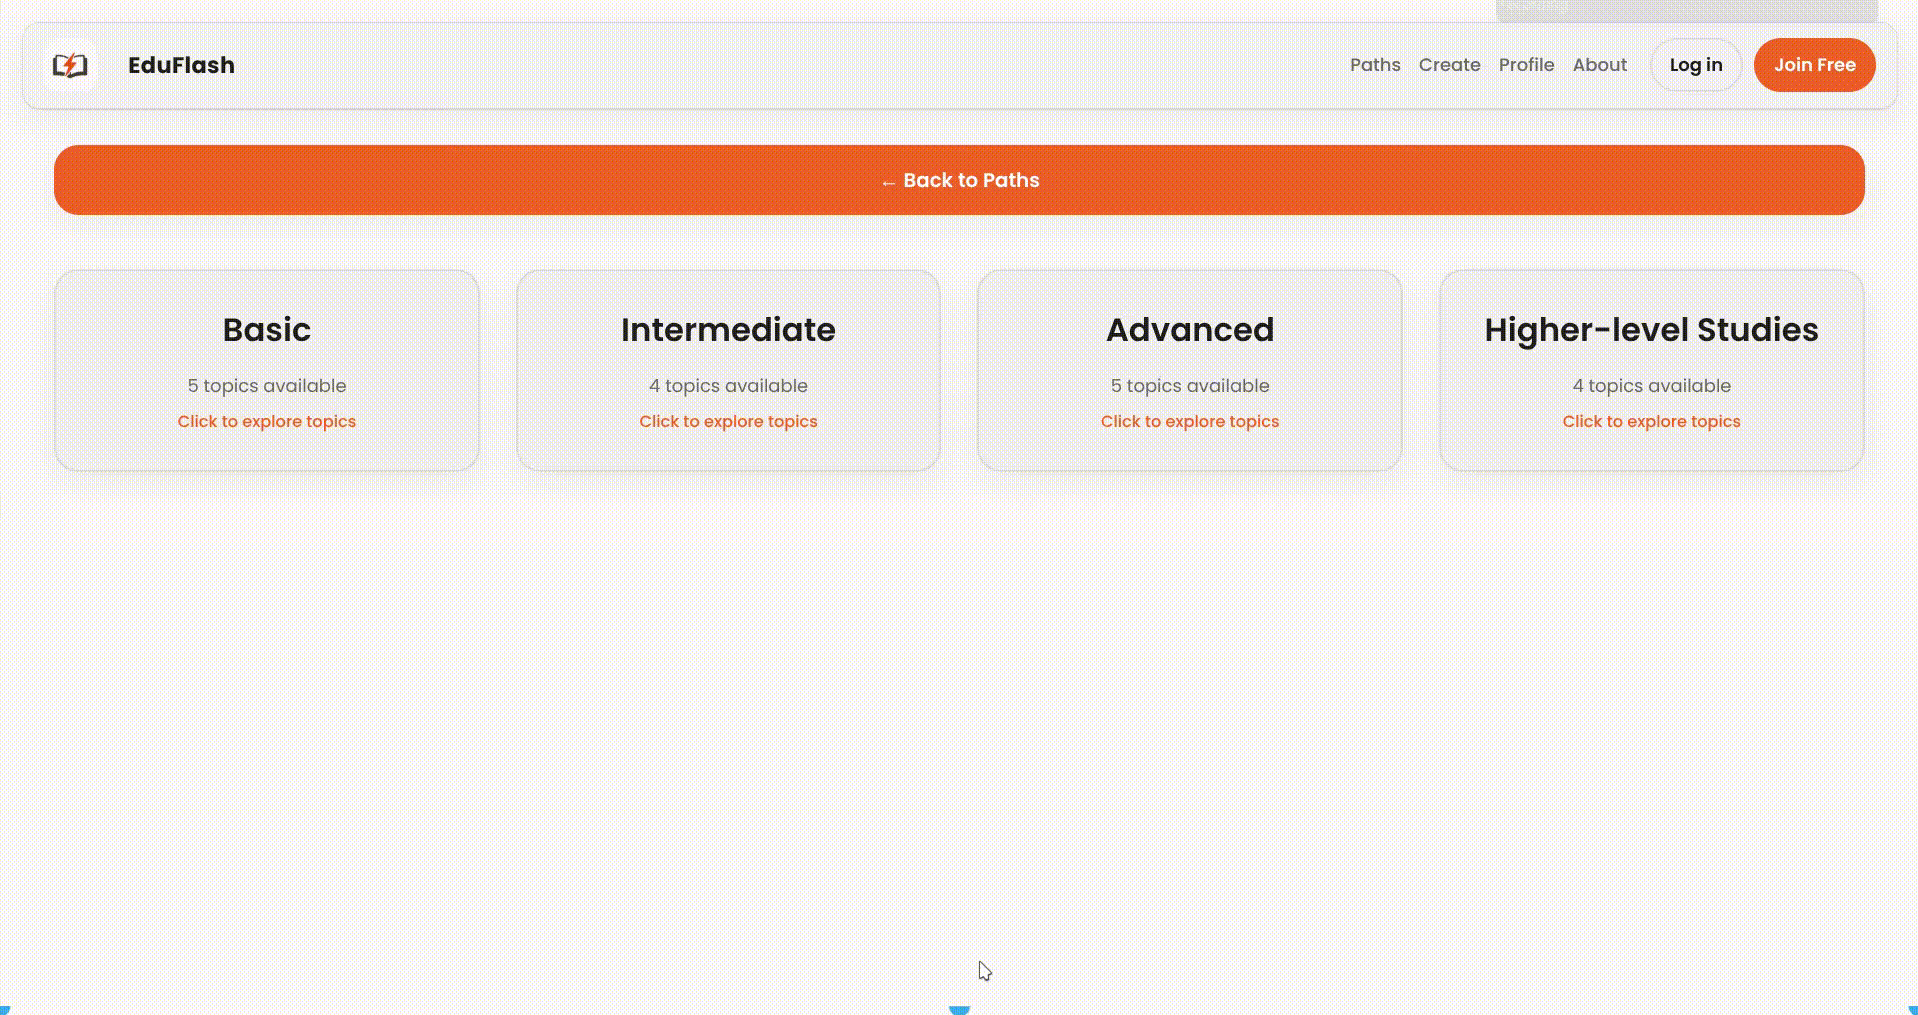 EduFlash
Paths Create Profile About Log in Join Free
← Back to Paths
Basic
5 topics available
Click to explore topics
Intermediate
4 topics available
Click to explore topics
Advanced
5 topics available
Click to explore topics
Higher-level Studies
4 topics available
Click to explore topics